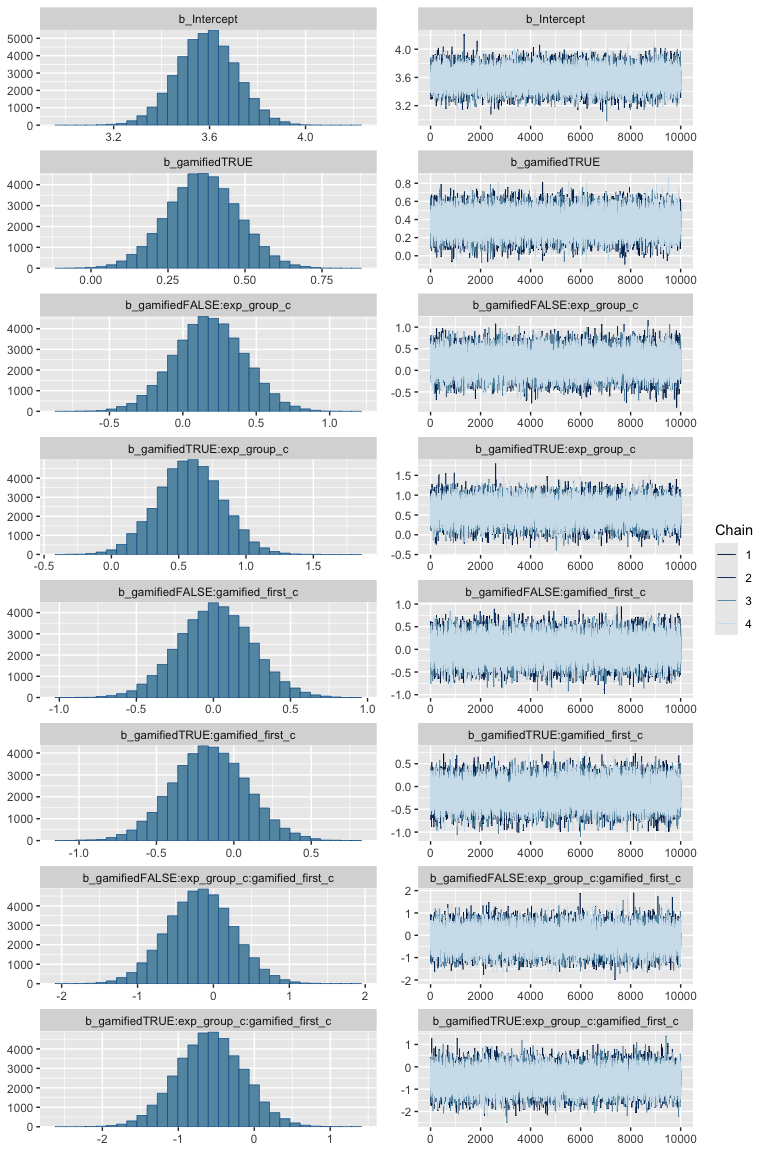 b_Intercept
5000
4000
3000
2000
1000
0
3.2 3.6 4.0
b_Intercept
4.0
3.6
3.2
0 2000 4000 6000 8000 10000
b_gamifiedTRUE
4000
3000
2000
1000
0
0.00 0.25 0.50 0.75
b_gamifiedTRUE
0.8
0.6
0.4
0.2
0.0
0 2000 4000 6000 8000 10000
b_gamifiedFALSE:exp_group_c
4000
3000
2000
1000
0
-0.5 0.0 0.5 1.0
b_gamifiedFALSE:exp_group_c
1.0
0.5
0.0
-0.5
0 2000 4000 6000 8000 10000
b_gamifiedTRUE:exp_group_c
4000
3000
2000
1000
0
-0.5 0.0 0.5 1.0 1.5
b_gamifiedTRUE:exp_group_c
1.5
1.0
0.5
0.0
-0.5
0 2000 4000 6000 8000 10000
b_gamifiedFALSE:gamified_first_c
4000
3000
2000
1000
0
-1.0 -0.5 0.0 0.5 1.0
b_gamifiedFALSE:gamified_first_c
1.0
0.5
0.0
-0.5
-1.0
0 2000 4000 6000 8000 10000
b_gamifiedTRUE:gamified_first_c
4000
3000
2000
1000
0
-1.0 -0.5 0.0 0.5
b_gamifiedTRUE:gamified_first_c
0.5
0.0
-0.5
-1.0
0 2000 4000 6000 8000 10000
b_gamifiedFALSE:exp_group_c:gamified_first_c
4000
3000
2000
1000
0
-2 -1 0 1 2
b_gamifiedFALSE:exp_group_c:gamified_first_c
2
1
0
-1
-2
0 2000 4000 6000 8000 10000
b_gamifiedTRUE:exp_group_c:gamified_first_c
4000
3000
2000
1000
0
-2 -1 0 1
b_gamifiedTRUE:exp_group_c:gamified_first_c
1
0
-1
-2
0 2000 4000 6000 8000 10000
Chain
1
2
3
4